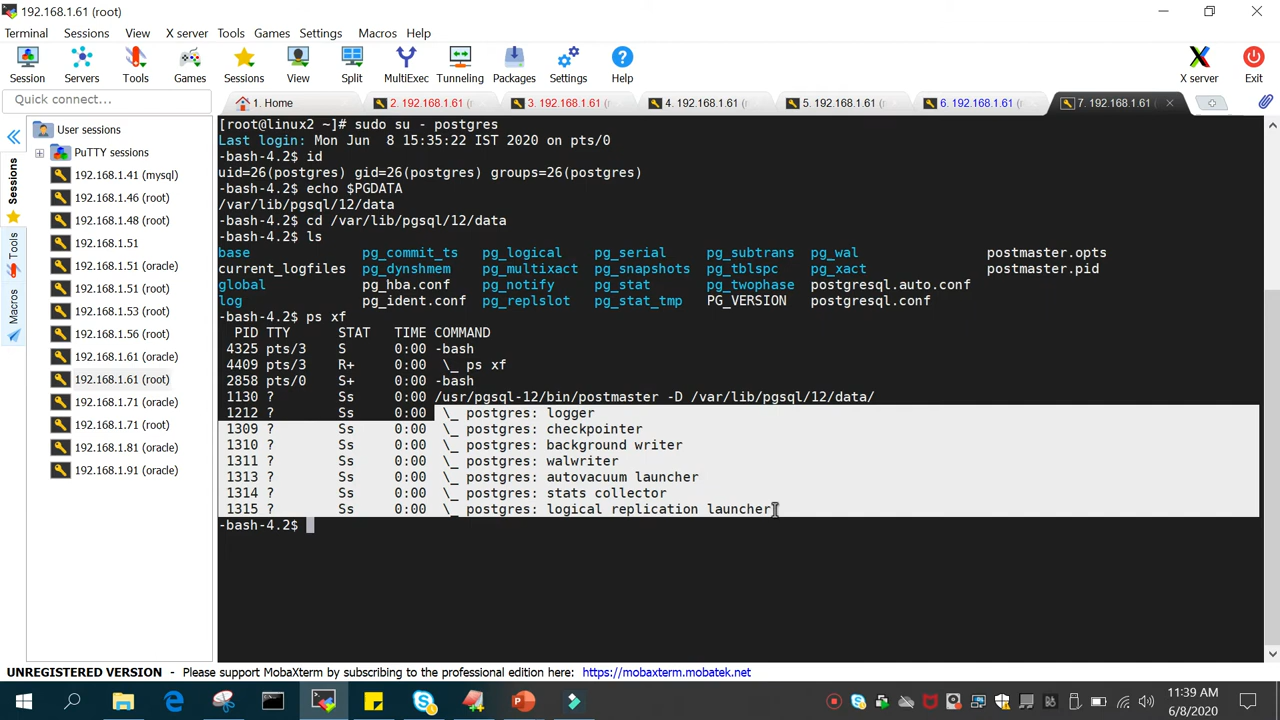 192.168.1.61 (root)
Terminal Sessions View X server Tools Games Settings Macros Help
Session Servers Tools Games Sessions View Split MultiExec Tunneling Packages Settings Help X server Exit
Quick connect...
1. Home 2. 192.168.1.61 (r 3. 192.168.1.61 (root) 4. 192.168.1.61 (root) 5. 192.168.1.61 (root) 6. 192.168.1.61 (root) 7. 192.168.1.61 (root)
Sessions
Tools
Macros
User sessions
PuTTY sessions
192.168.1.41 (mysql)
192.168.1.46 (root)
192.168.1.48 (root)
192.168.1.51
192.168.1.51 (oracle)
192.168.1.51 (root)
192.168.1.53 (root)
192.168.1.56 (root)
192.168.1.61 (oracle)
192.168.1.61 (root)
192.168.1.71 (oracle)
192.168.1.71 (root)
192.168.1.81 (oracle)
192.168.1.91 (oracle)
[root@linux2 ~]# sudo su - postgres
Last login: Mon Jun  8 15:35:22 IST 2020 on pts/0
-bash-4.2$ id
uid=26(postgres) gid=26(postgres) groups=26(postgres)
-bash-4.2$ echo $PGDATA
/var/lib/pgsql/12/data
-bash-4.2$ cd /var/lib/pgsql/12/data
-bash-4.2$ ls
base pg_commit_ts pg_logical pg_serial pg_subtrans pg_wal postmaster.opts
current_logfiles pg_dynshmem pg_multixact pg_snapshots pg_tblspc pg_xact postmaster.pid
global pg_hba.conf pg_notify pg_stat pg_twophase postgresql.auto.conf
log pg_ident.conf pg_replslot pg_stat_tmp PG_VERSION postgresql.conf
-bash-4.2$ ps xf
PID TTY STAT TIME COMMAND
4325 pts/3 S 0:00 -bash
4409 pts/3 R+ 0:00 \_ ps xf
2858 pts/0 S+ 0:00 -bash
1130 ? Ss 0:00 /usr/pgsql-12/bin/postmaster -D /var/lib/pgsql/12/data/
1212 ? Ss 0:00 \_ postgres: logger
1309 ? Ss 0:00 \_ postgres: checkpointer
1310 ? Ss 0:00 \_ postgres: background writer
1311 ? Ss 0:00 \_ postgres: walwriter
1313 ? Ss 0:00 \_ postgres: autovacuum launcher
1314 ? Ss 0:00 \_ postgres: stats collector
1315 ? Ss 0:00 \_ postgres: logical replication launcher
-bash-4.2$
UNREGISTERED VERSION - Please support MobaXterm by subscribing to the professional edition here: https://mobaxterm.mobatek.net
11:39 AM
6/8/2020